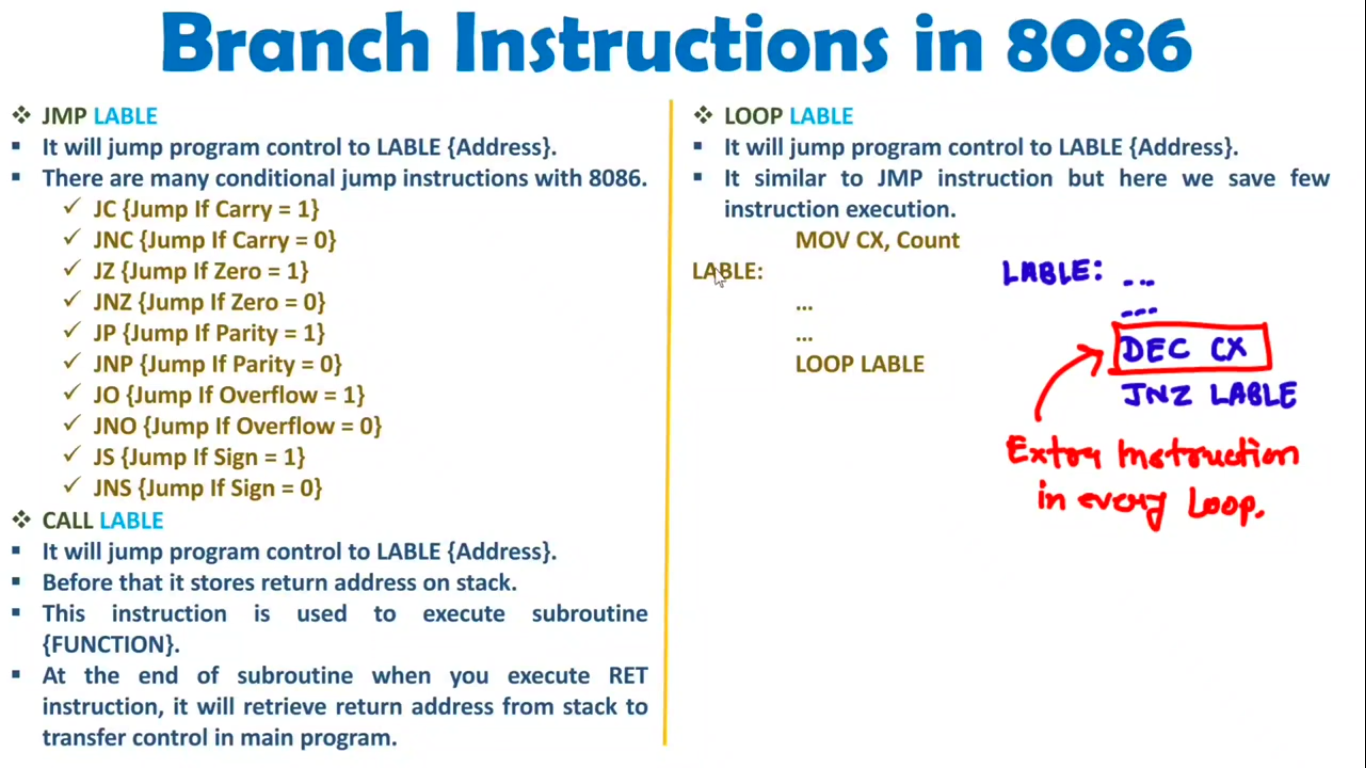 Branch Instructions in 8086
❖ JMP LABLE
▪ It will jump program control to LABLE {Address}.
▪ There are many conditional jump instructions with 8086.
✓ JC {Jump If Carry = 1}
✓ JNC {Jump If Carry = 0}
✓ JZ {Jump If Zero = 1}
✓ JNZ {Jump If Zero = 0}
✓ JP {Jump If Parity = 1}
✓ JNP {Jump If Parity = 0}
✓ JO {Jump If Overflow = 1}
✓ JNO {Jump If Overflow = 0}
✓ JS {Jump If Sign = 1}
✓ JNS {Jump If Sign = 0}
❖ CALL LABLE
▪ It will jump program control to LABLE {Address}.
▪ Before that it stores return address on stack.
▪ This instruction is used to execute subroutine
{FUNCTION}.
▪ At the end of subroutine when you execute RET
instruction, it will retrieve return address from stack to
transfer control in main program.
❖ LOOP LABLE
▪ It will jump program control to LABLE {Address}.
▪ It similar to JMP instruction but here we save few
instruction execution.
MOV CX, Count
LABLE:
...
...
LOOP LABLE
LABLE: ...
...
DEC CX
JNZ LABLE
Extra Instruction
in every Loop.